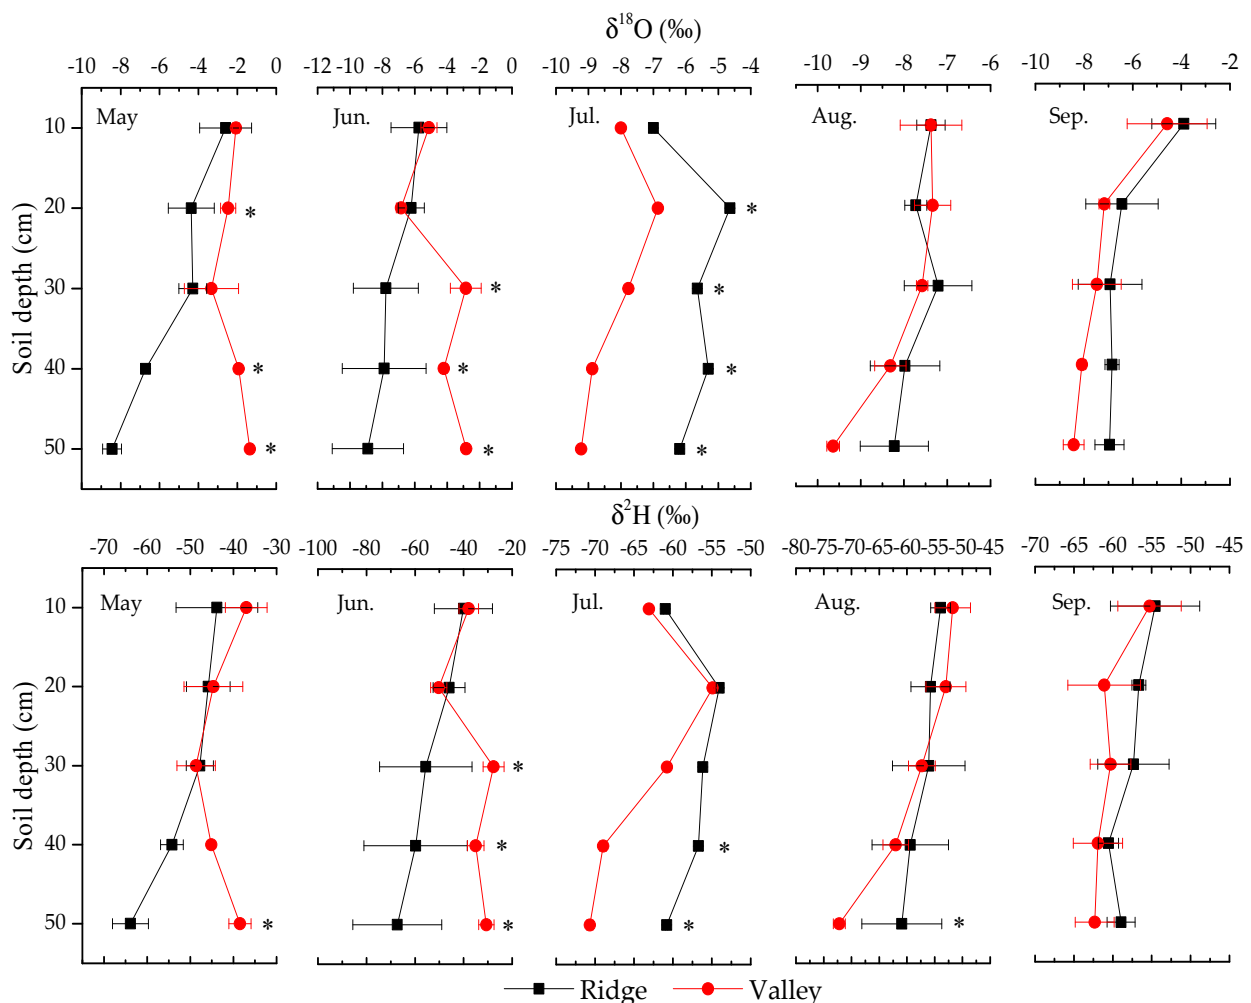 δ18O (‰)
-10 -8 -6 -4 -2 0
-12 -10 -8 -6 -4 -2 0
-10 -9 -8 -7 -6 -5 -4
-10 -9 -8 -7 -6
-10 -8 -6 -4 -2
May
Jun.
Jul.
Aug.
Sep.
Soil depth (cm)
10
20
30
40
50
* * *
* * *
* * * *
δ2H (‰)
-70 -60 -50 -40 -30
-100 -80 -60 -40 -20
-75 -70 -65 -60 -55 -50
-80 -75 -70 -65 -60 -55 -50 -45
-70 -65 -60 -55 -50 -45
May
Jun.
Jul.
Aug.
Sep.
Soil depth (cm)
10
20
30
40
50
*
* * *
* *
*
Ridge Valley